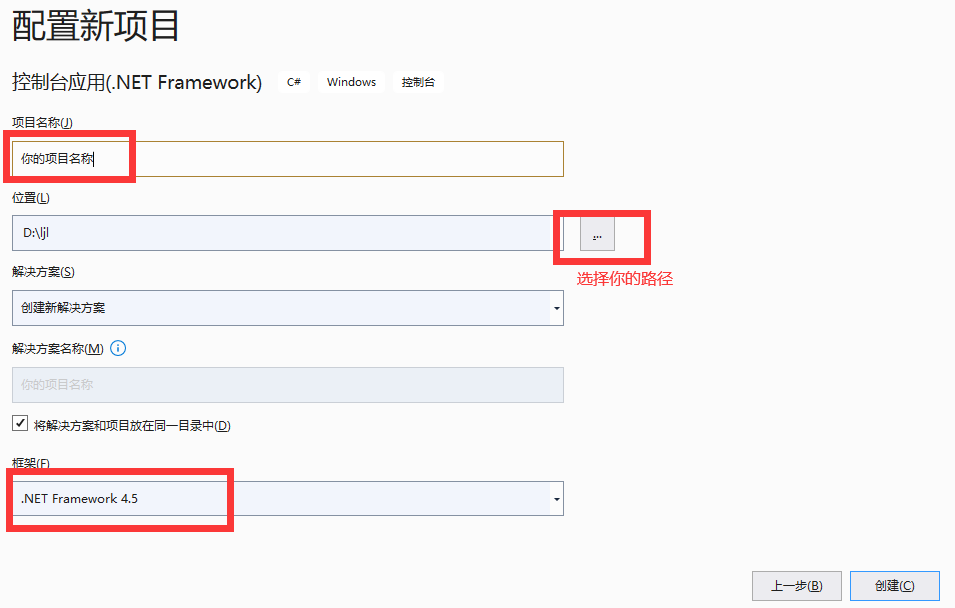 配置新项目
控制台应用(.NET Framework) C# Windows 控制台
项目名称(J)
你的项目名称
位置(L)
D:\ljl
...
选择你的路径
解决方案(S)
创建新解决方案
解决方案名称(M)
你的项目名称
将解决方案和项目放在同一目录中(D)
框架(F)
.NET Framework 4.5
上一步(B) 创建(C)